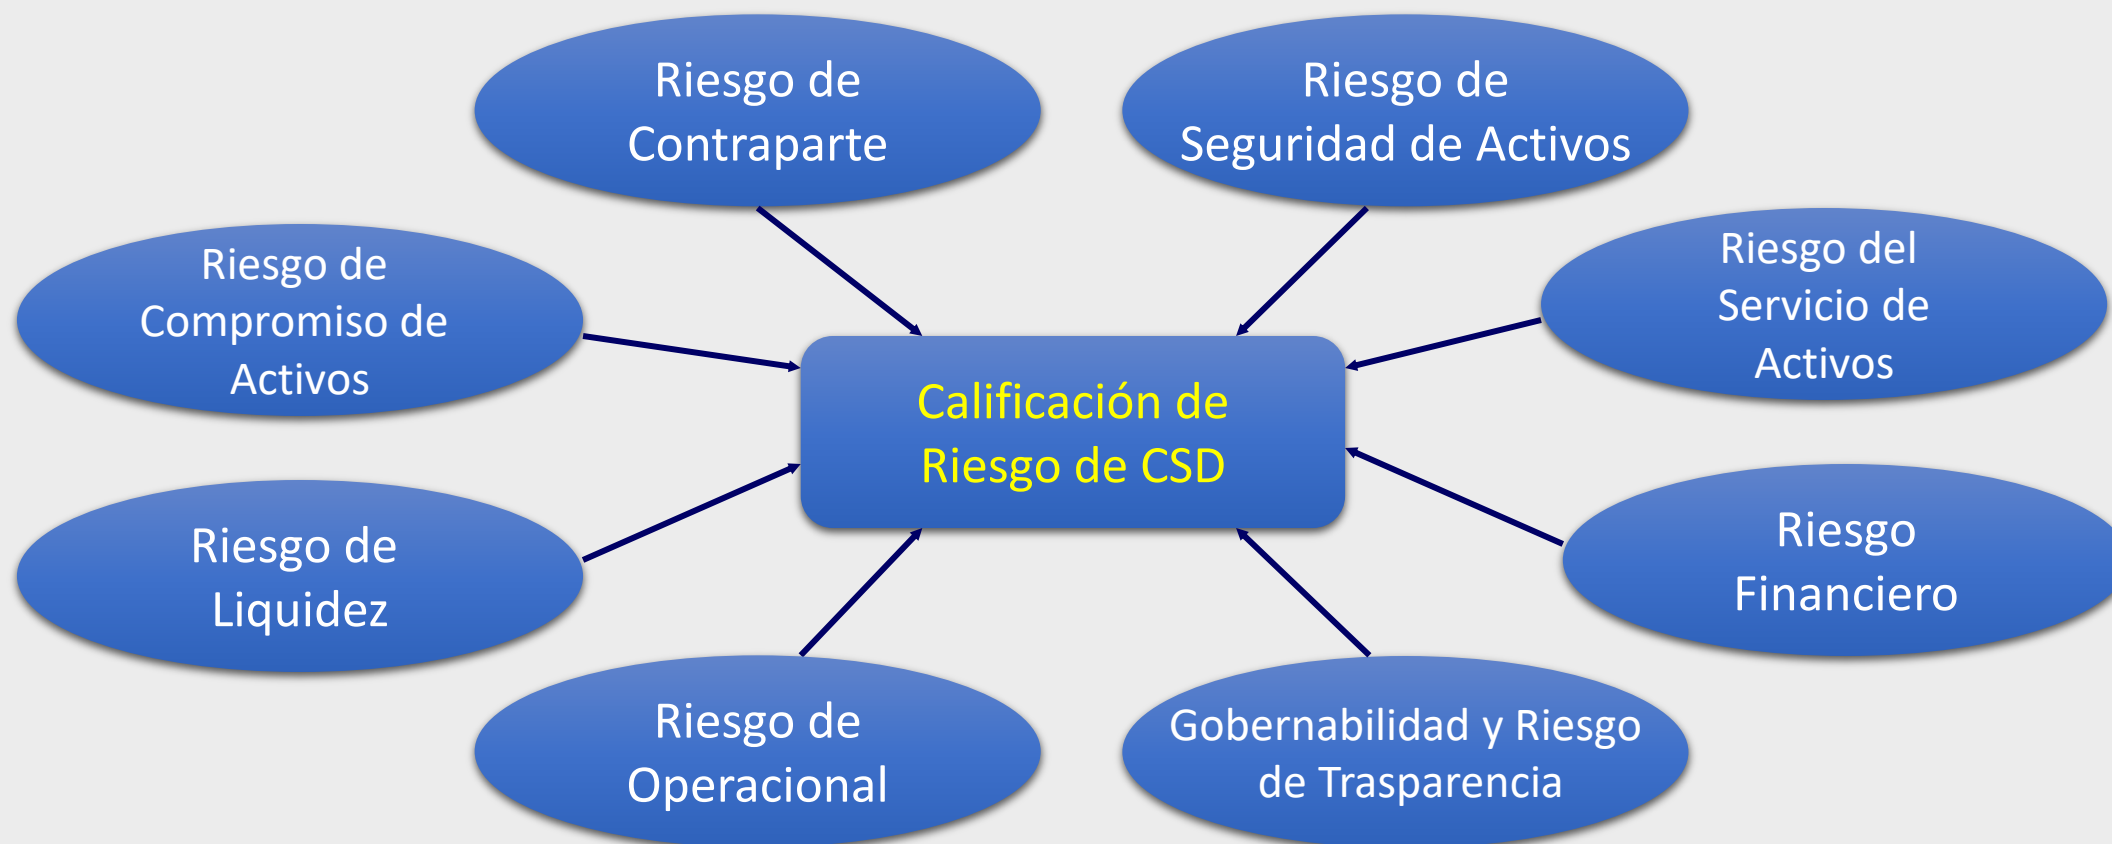 Riesgo de
Contraparte
Riesgo de
Seguridad de Activos
Riesgo de
Compromiso de
Activos
Riesgo del
Servicio de
Activos
Calificación de
Riesgo de CSD
Riesgo de
Liquidez
Riesgo
Financiero
Riesgo de
Operacional
Gobernabilidad y Riesgo
de Trasparencia